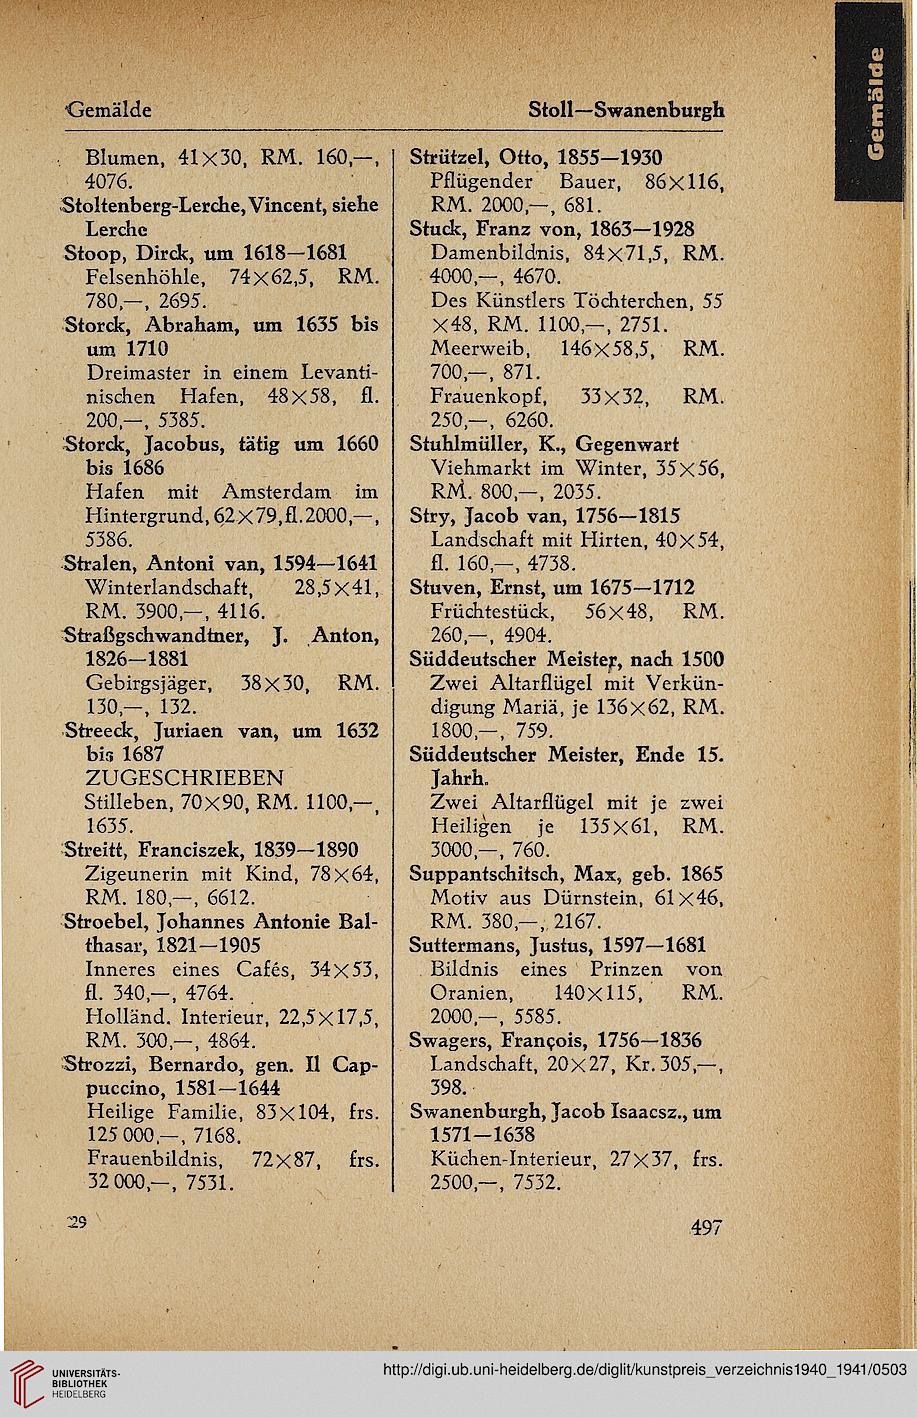 Gemälde
Stoll—Swanenburgh
Gemälde
Blumen, 41×30, RM. 160,—,
4076.
Stoltenberg-Lerche, Vincent, siehe
Lerche
Stoop, Dirck, um 1618—1681
Felsenhöhle, 74×62,5, RM.
780,—, 2695.
Storck, Abraham, um 1635 bis
um 1710
Dreimaster in einem Levanti-
nischen Hafen, 48×58, fl.
200,—, 5385.
Storck, Jacobus, tätig um 1660
bis 1686
Hafen mit Amsterdam im
Hintergrund, 62×79, fl. 2000,—,
5386.
Stralen, Antoni van, 1594—1641
Winterlandschaft, 28,5×41,
RM. 3900,—, 4116.
Straßgschwandtner, J. Anton,
1826—1881
Gebirgsjäger, 38×30, RM.
130,—, 132.
Streeck, Juriaen van, um 1632
bis 1687
ZUGESCHRIEBEN
Stilleben, 70×90, RM. 1100,—,
1635.
Streitt, Franciszek, 1839—1890
Zigeunerin mit Kind, 78×64,
RM. 180,—, 6612.
Stroebel, Johannes Antonie Bal-
thasar, 1821—1905
Inneres eines Cafés, 34×53,
fl. 340,—, 4764.
Holländ. Interieur, 22,5×17,5,
RM. 300,—, 4864.
Strozzi, Bernardo, gen. Il Cap-
puccino, 1581—1644
Heilige Familie, 83×104, frs.
125 000,—, 7168.
Frauenbildnis, 72×87, frs.
32 000,—, 7531.
Strützel, Otto, 1855—1930
Pflügender Bauer, 86×116,
RM. 2000,—, 681.
Stuck, Franz von, 1863—1928
Damenbildnis, 84×71,5, RM.
4000,—, 4670.
Des Künstlers Töchterchen, 55
×48, RM. 1100,—, 2751.
Meerweib, 146×58,5, RM.
700,—, 871.
Frauenkopf, 33×32, RM.
250,—, 6260.
Stuhlmüller, K., Gegenwart
Viehmarkt im Winter, 35×56,
RM. 800,—, 2035.
Stry, Jacob van, 1756—1815
Landschaft mit Hirten, 40×54,
fl. 160,—, 4738.
Stuven, Ernst, um 1675—1712
Früchtestück, 56×48, RM.
260,—, 4904.
Süddeutscher Meister, nach 1500
Zwei Altarflügel mit Verkün-
digung Mariä, je 136×62, RM.
1800,—, 759.
Süddeutscher Meister, Ende 15.
Jahrh.
Zwei Altarflügel mit je zwei
Heiligen je 135×61, RM.
3000,—, 760.
Suppantschitsch, Max, geb. 1865
Motiv aus Dürnstein, 61×46,
RM. 380,—, 2167.
Suttermans, Justus, 1597—1681
Bildnis eines Prinzen von
Oranien, 140×115, RM.
2000,—, 5585.
Swagers, François, 1756—1836
Landschaft, 20×27, Kr. 305,—,
398.
Swanenburgh, Jacob Isaacsz., um
1571—1638
Küchen-Interieur, 27×37, frs.
2500,—, 7532.
29
497
UNIVERSITÄTS-
BIBLIOTHEK
HEIDELBERG
http://digi.ub.uni-heidelberg.de/diglit/kunstpreis_verzeichnis1940_1941/0503